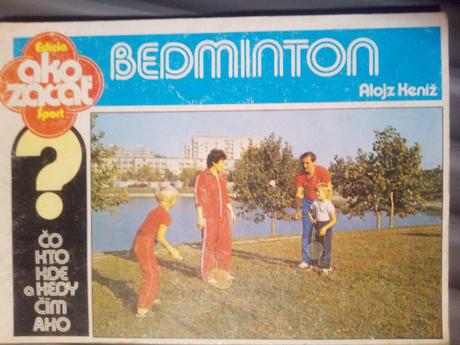 Edícia
ako
začať
Šport
BEDMINTON
Alojz Keníž
?
ČO
KTO
KDE
a KEDY
ČÍM
AKO